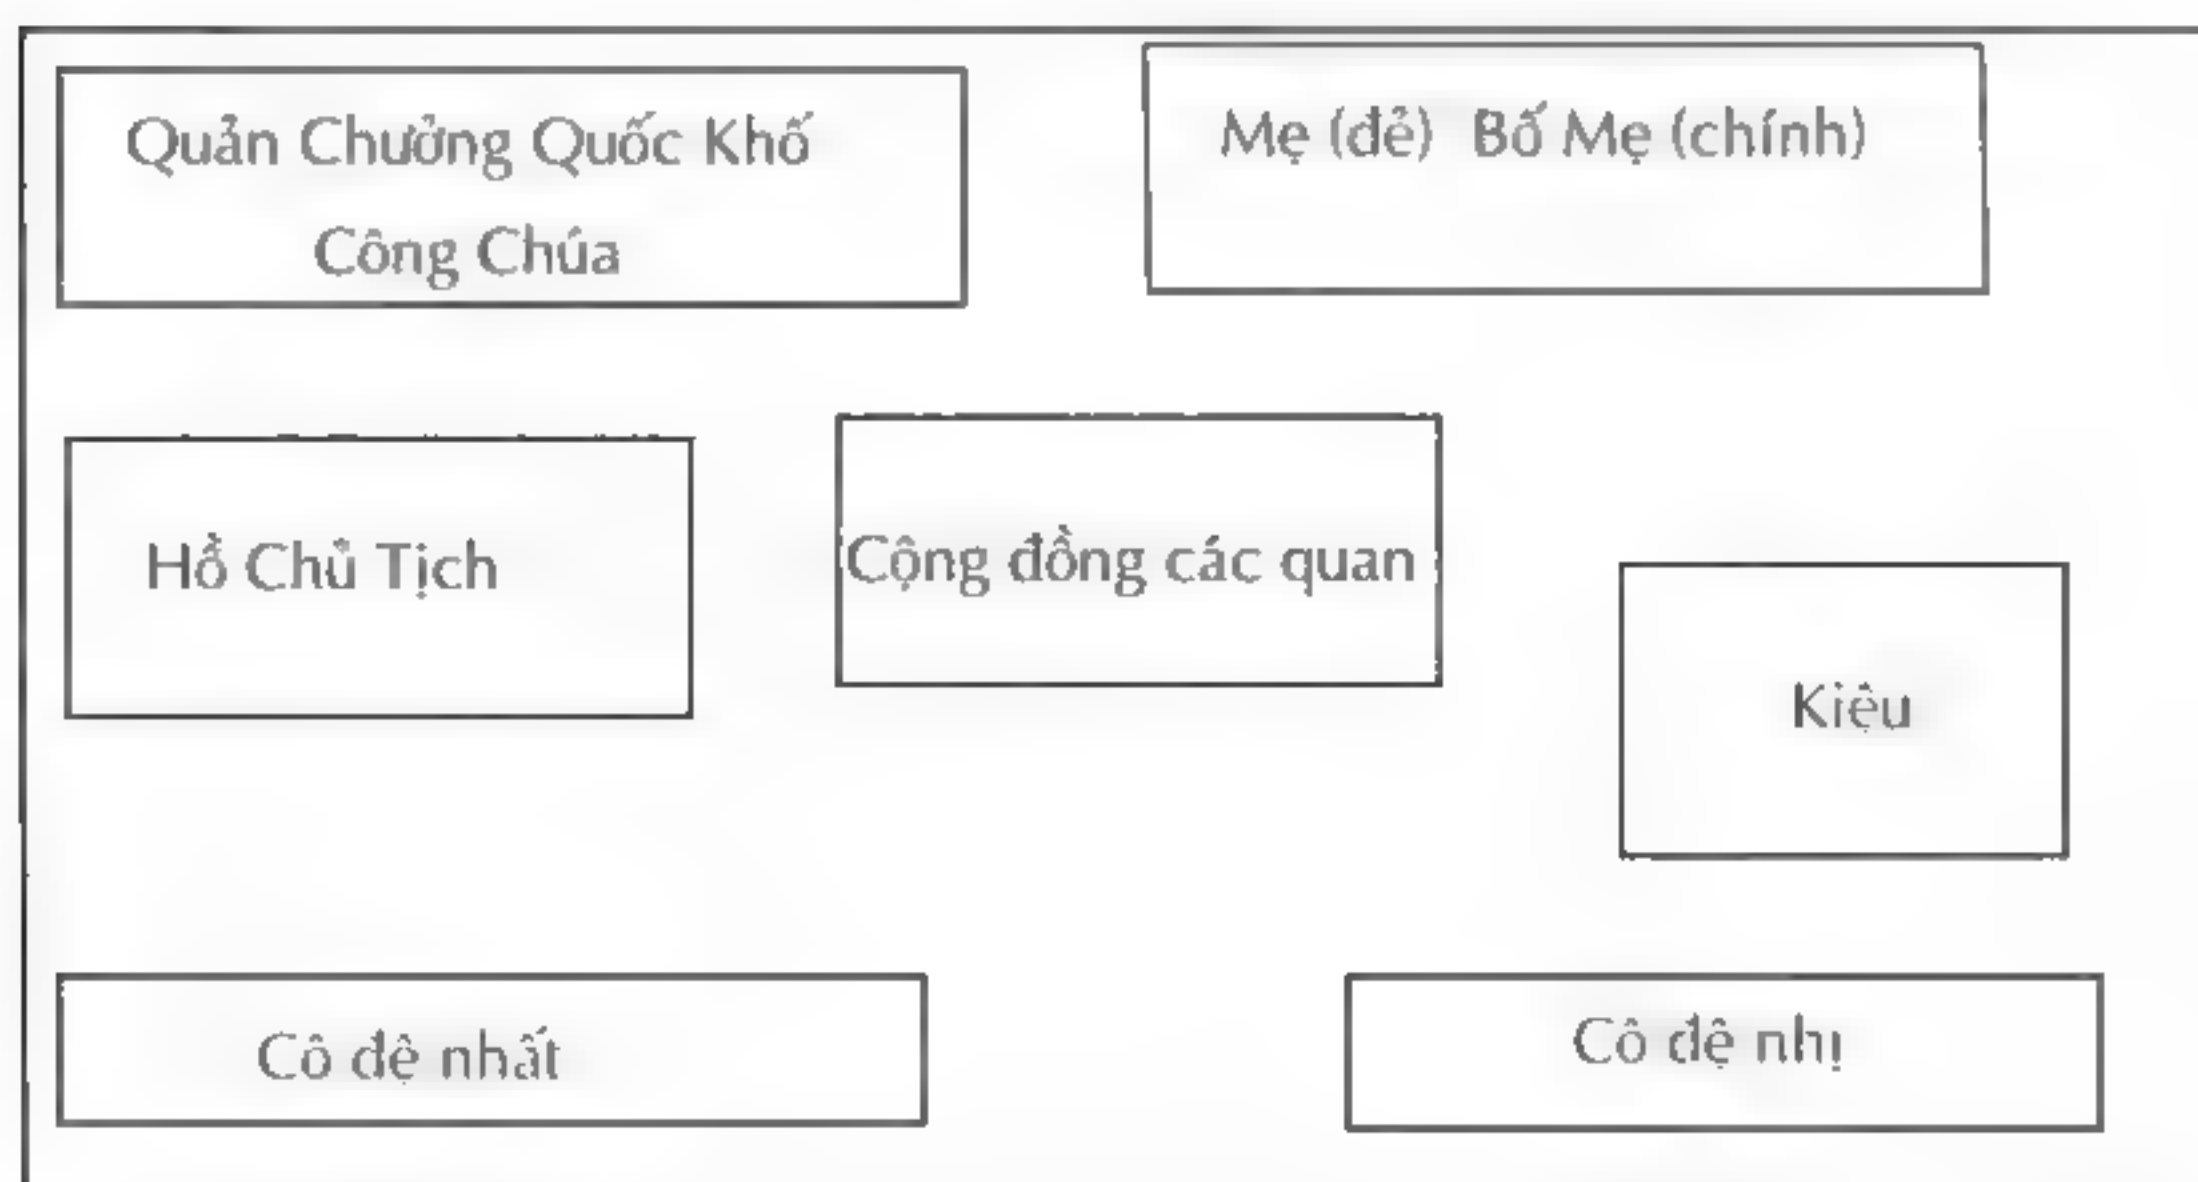 Quản Chưởng Quốc Khố
Công Chúa
Mẹ (đẻ) Bố Mẹ (chính)
Hồ Chủ Tịch
Cộng đồng các quan
Kiệu
Cô đệ nhất
Cô đệ nhị